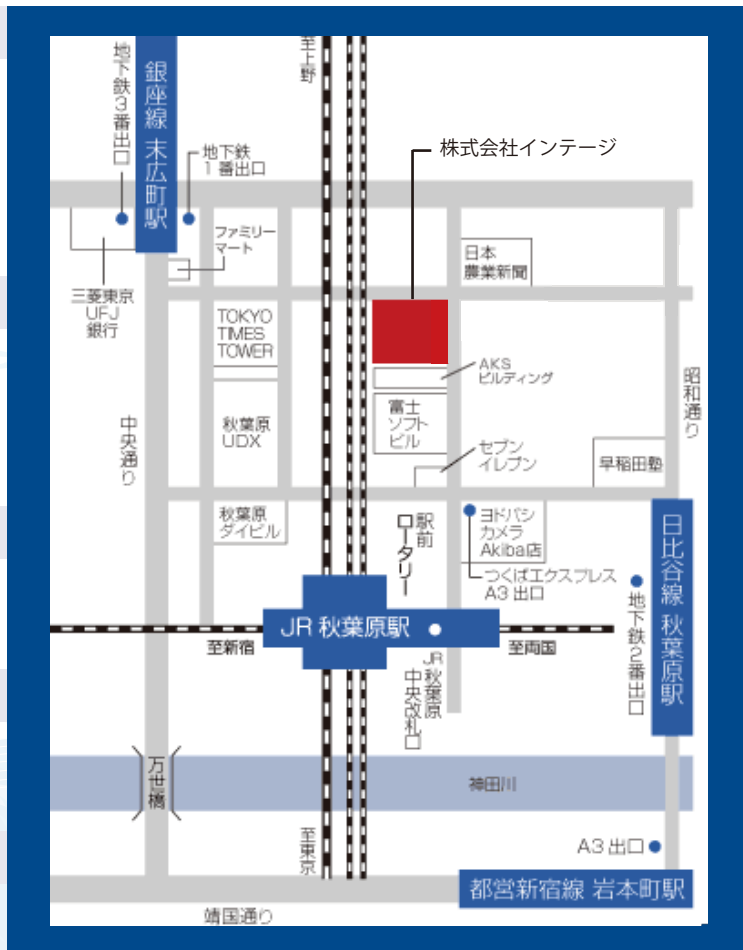 至上野
地下鉄3番出口
銀座線 末広町駅
地下鉄
1番出口
株式会社インテージ
ファミリー
マート
日本
農業新聞
三菱東京
UFJ
銀行
TOKYO
TIMES
TOWER
AKS
ビルディング
昭和通り
中央通り
富士
ソフト
ビル
秋葉原
UDX
セブン
イレブン
早稲田塾
秋葉原
ダイビル
駅前
ロータリー
ヨドバシ
カメラ
Akiba店
つくばエクスプレス
A3 出口
日比谷線 秋葉原駅
地下鉄2番出口
JR 秋葉原駅
至新宿
至両国
JR秋葉原
中央改札口
万世橋
神田川
至東京
A3 出口
都営新宿線 岩本町駅
靖国通り